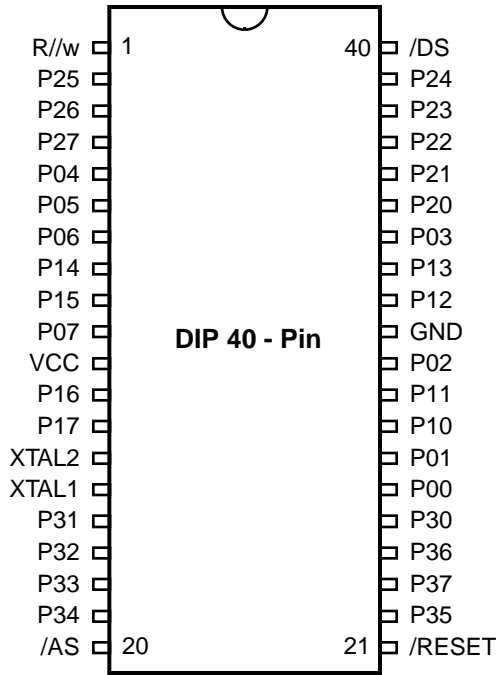 R//w 1 40 /DS
P25 P24
P26 P23
P27 P22
P04 P21
P05 P20
P06 P03
P14 P13
P15 P12
P07 DIP 40 - Pin GND
VCC P02
P16 P11
P17 P10
XTAL2 P01
XTAL1 P00
P31 P30
P32 P36
P33 P37
P34 P35
/AS 20 21 /RESET